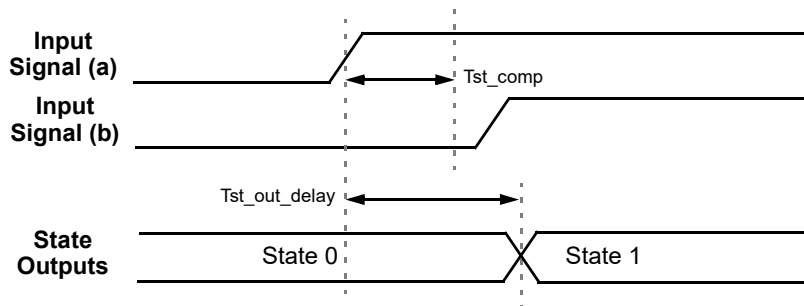 Input
Signal (a)
Tst_comp
Input
Signal (b)
Tst_out_delay
State
Outputs
State 0
State 1